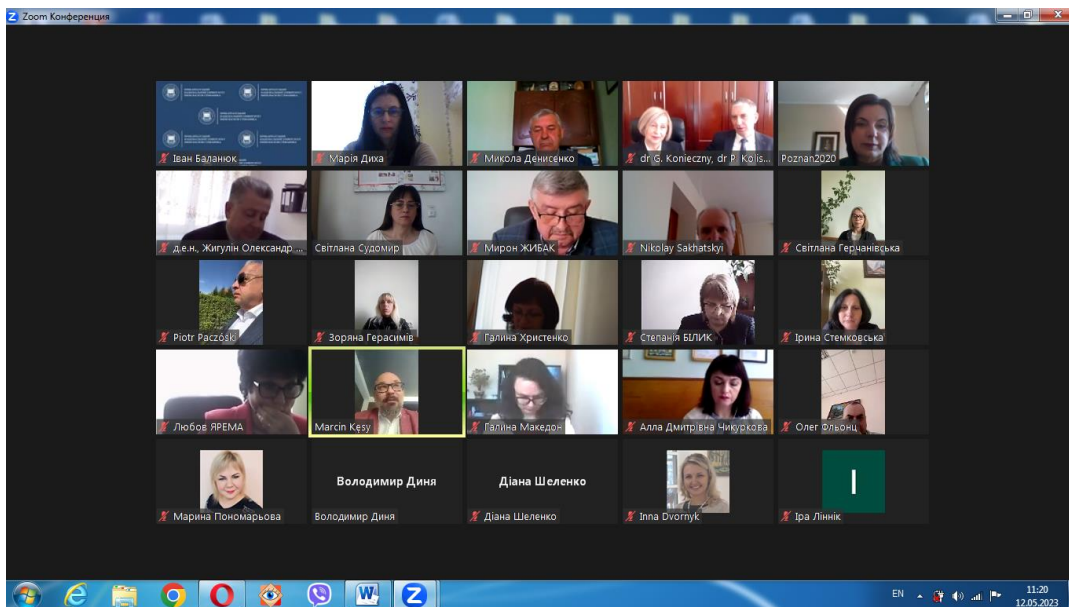 Zoom Конференция
Іван Баланюк
Марія Диха
Микола Денисенко
dr G. Konieczny, dr P. Kolis...
Poznan2020
д.е.н., Жигулін Олександр ...
Світлана Судомир
Мирон ЖИБАК
Nikolay Sakhatskyi
Світлана Герчанівська
Piotr Paczoski
Зоряна Герасимів
Галина Христенко
Степанія БІЛИК
Ірина Стемковська
Любов ЯРЕМА
Marcin Kęsy
Галина Македон
Алла Дмитрівна Чикуркова
Олег Фльонц
Володимир Диня
Діана Шеленко
I
Марина Пономарьова
Володимир Диня
Діана Шеленко
Inna Dvornyk
Іра Ліннік
EN
11:20
12.05.2023